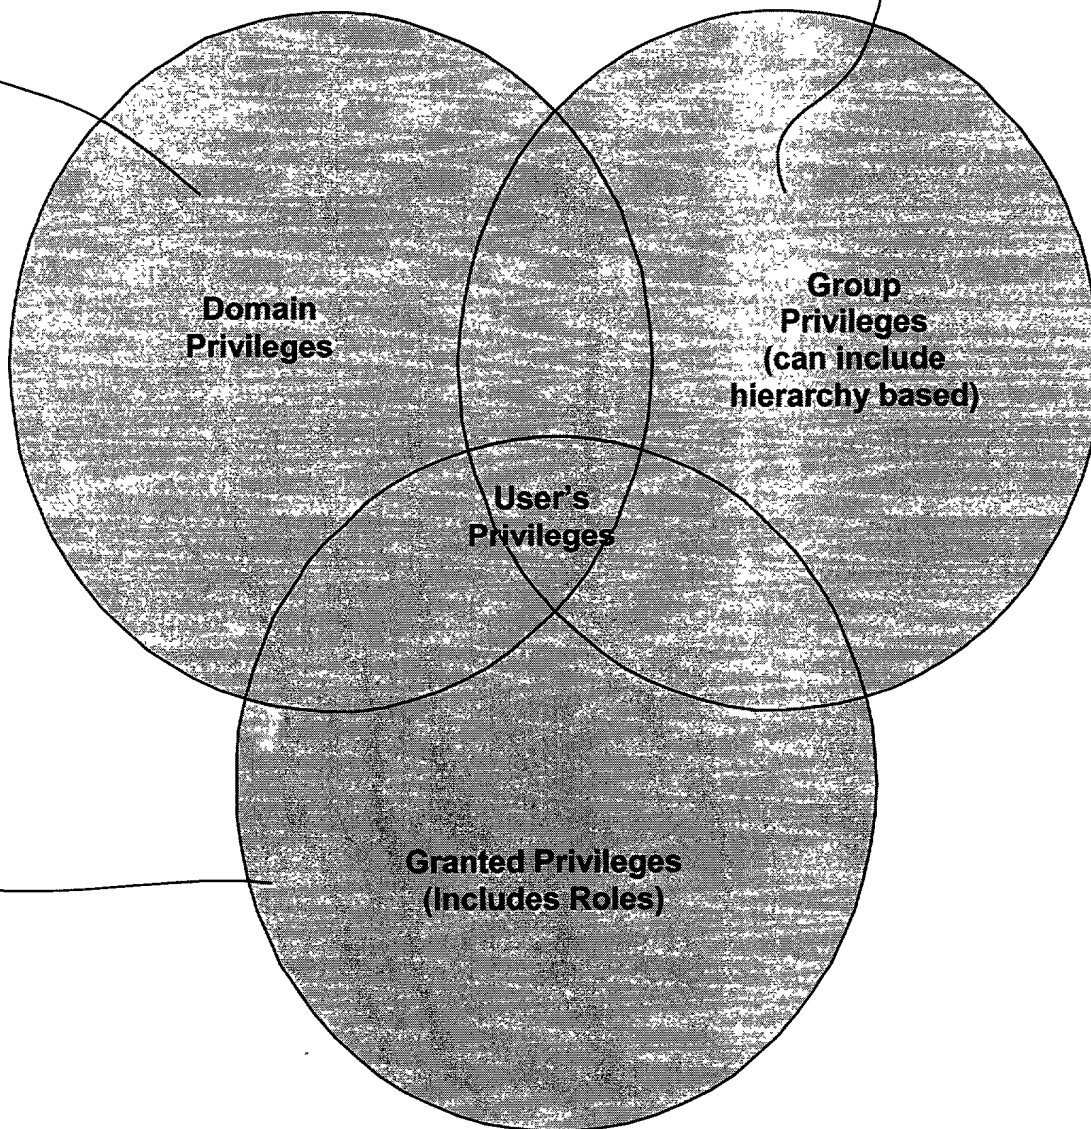 Domain
Privileges
Group
Privileges
(can include
hierarchy based)
User's
Privileges
Granted Privileges
(Includes Roles)